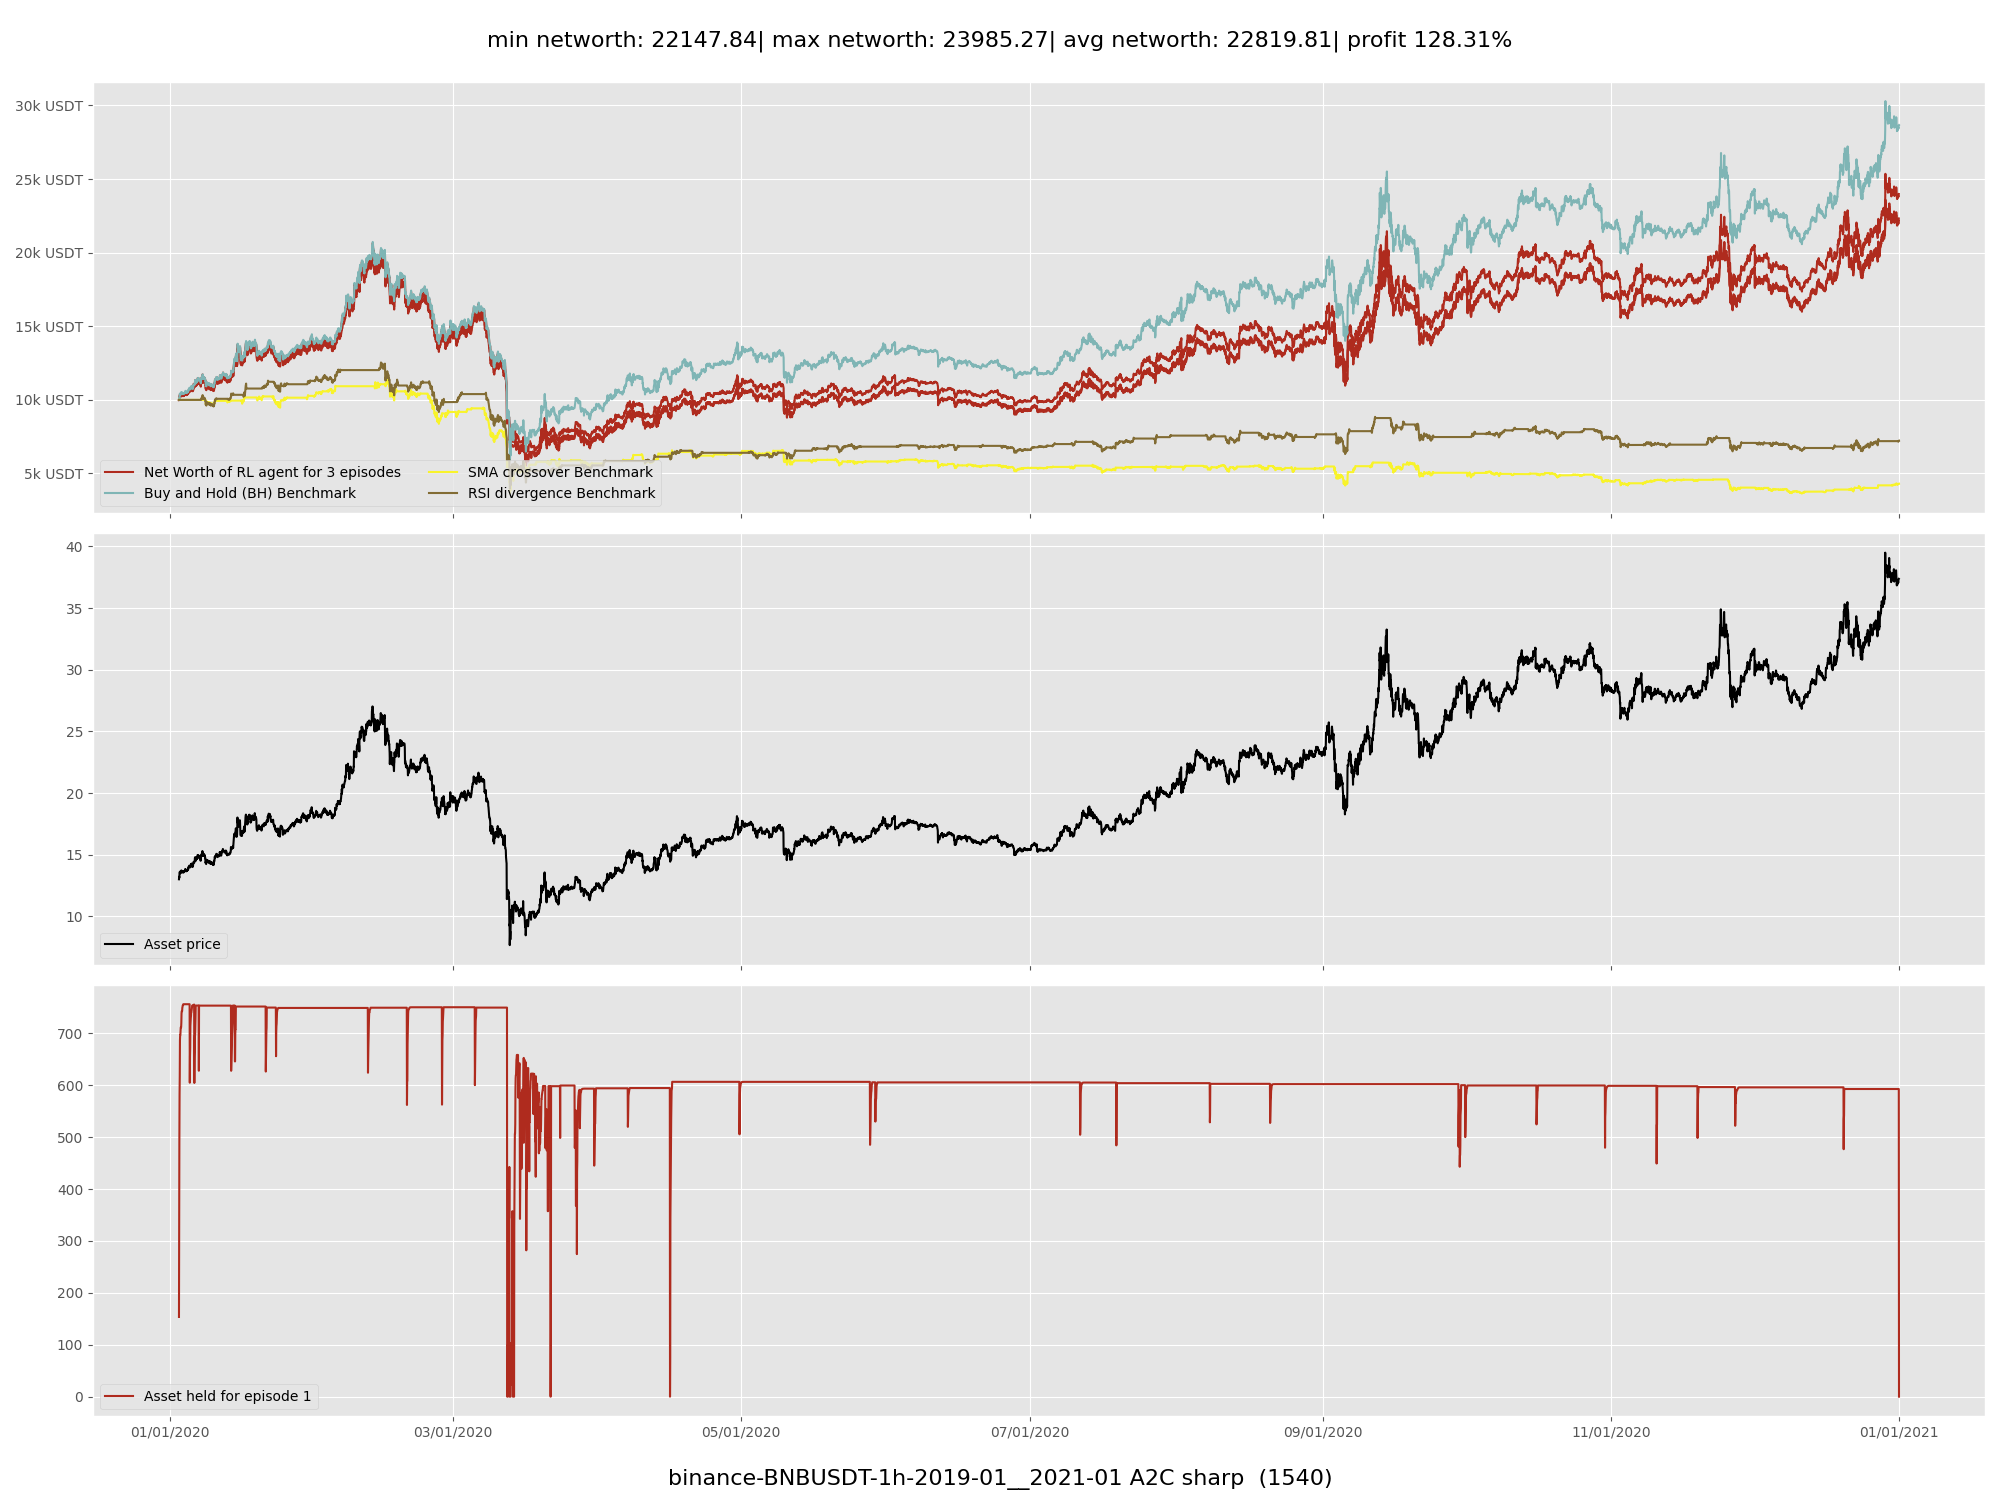 min networth: 22147.84| max networth: 23985.27| avg networth: 22819.81| profit 128.31%
30k USDT
25k USDT
20k USDT
15k USDT
10k USDT
5k USDT
Net Worth of RL agent for 3 episodes
Buy and Hold (BH) Benchmark
SMA crossover Benchmark
RSI divergence Benchmark
40
35
30
25
20
15
10
Asset price
700
600
500
400
300
200
100
0
Asset held for episode 1
01/01/2020 03/01/2020 05/01/2020 07/01/2020 09/01/2020 11/01/2020 01/01/2021
binance-BNBUSDT-1h-2019-01__2021-01 A2C sharp (1540)